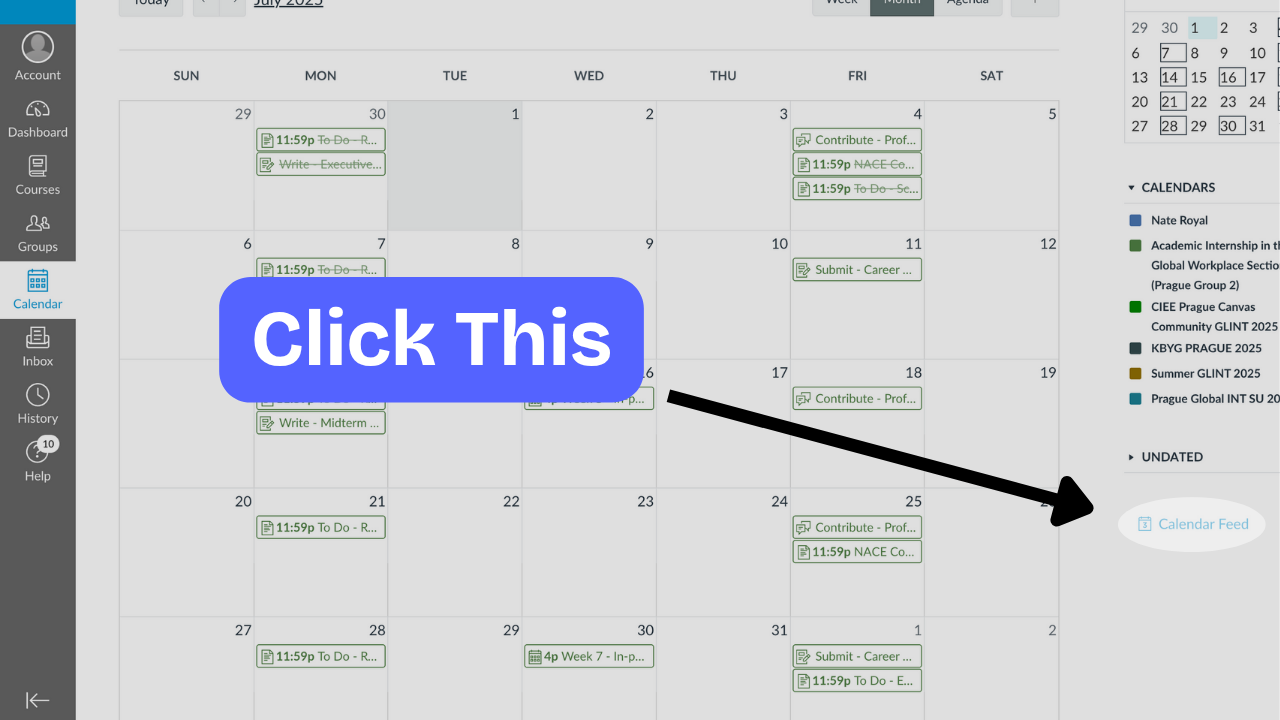 Today
July 2025
Week
Month
Agenda
Account
Dashboard
Courses
Groups
Calendar
Inbox
History
10
Help
SUN MON TUE WED THU FRI SAT
29 30 1 2 3 4 5
11:59p To Do - R...
Write - Executive...
Contribute - Prof...
11:59p NACE Co...
11:59p To Do - Sc...
6 7 8 9 10 11 12
11:59p To Do - R...
Submit - Career ...
Click This
17 18 19
Write - Midterm ...
Contribute - Prof...
20 21 22 23 24 25
11:59p To Do - R...
Contribute - Prof...
11:59p NACE Co...
27 28 29 30 31 1 2
11:59p To Do - R...
4p Week 7 - In-p...
Submit - Career ...
11:59p To Do - E...
29 30 1 2 3
6 7 8 9 10
13 14 15 16 17
20 21 22 23 24
27 28 29 30 31
CALENDARS
Nate Royal
Academic Internship in th
Global Workplace Sectio
(Prague Group 2)
CIEE Prague Canvas
Community GLINT 2025
KBYG PRAGUE 2025
Summer GLINT 2025
Prague Global INT SU 20
UNDATED
Calendar Feed